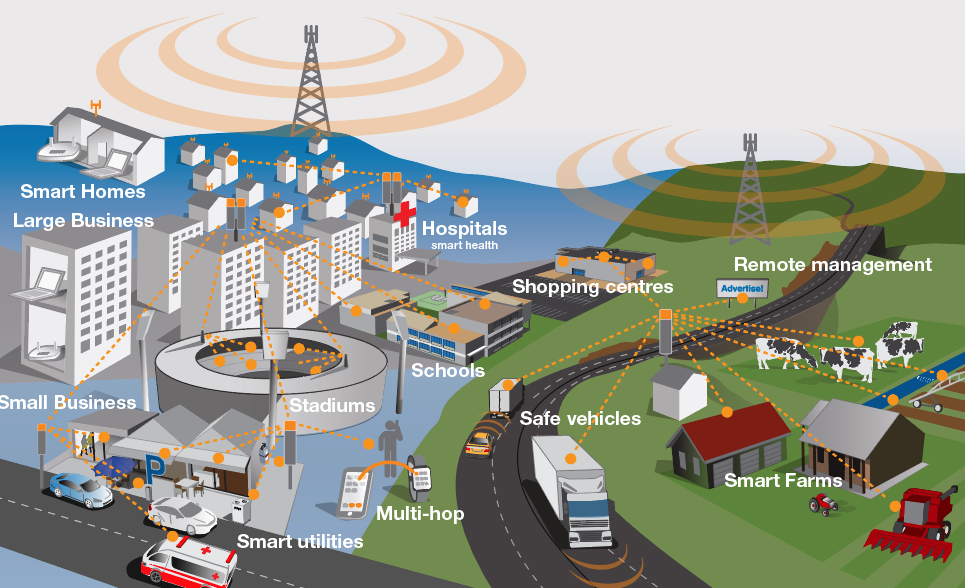 Smart Homes
Large Business
Hospitals
smart health
Shopping centres
Remote management
Advertise!
Schools
Small Business
Stadiums
Safe vehicles
P
Smart Farms
Multi-hop
Smart utilities